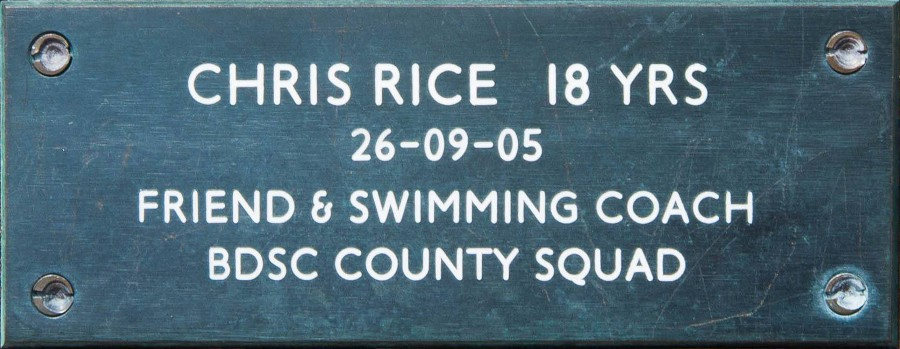 CHRIS RICE 18 YRS
26-09-05
FRIEND & SWIMMING COACH
BDSC COUNTY SQUAD